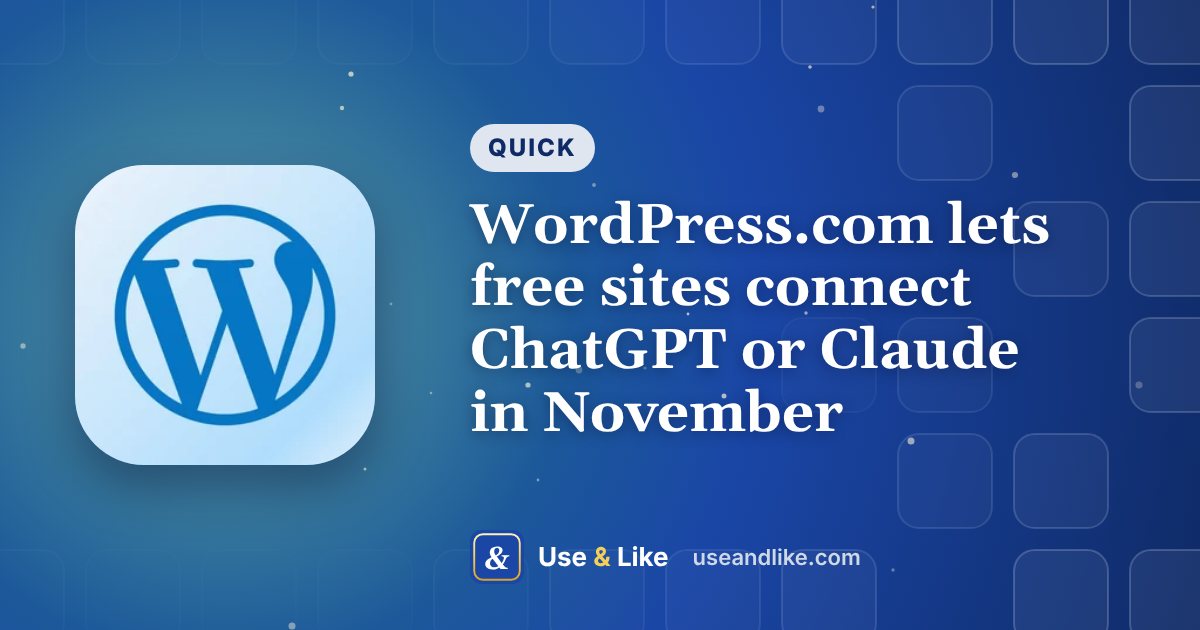 QUICK
WordPress.com lets
free sites connect
ChatGPT or Claude
in November
& Use & Like useandlike.com